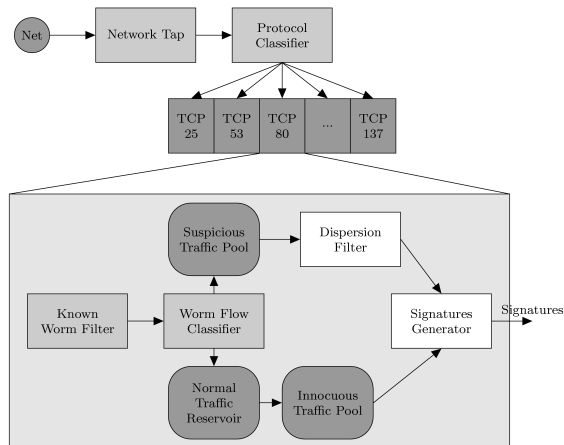 Net
Network Tap
Protocol
Classifier
TCP
25
TCP
53
TCP
80
...
TCP
137
Suspicious
Traffic Pool
Dispersion
Filter
Known
Worm Filter
Worm Flow
Classifier
Signatures
Generator
Signatures
Normal
Traffic
Reservoir
Innocuous
Traffic Pool